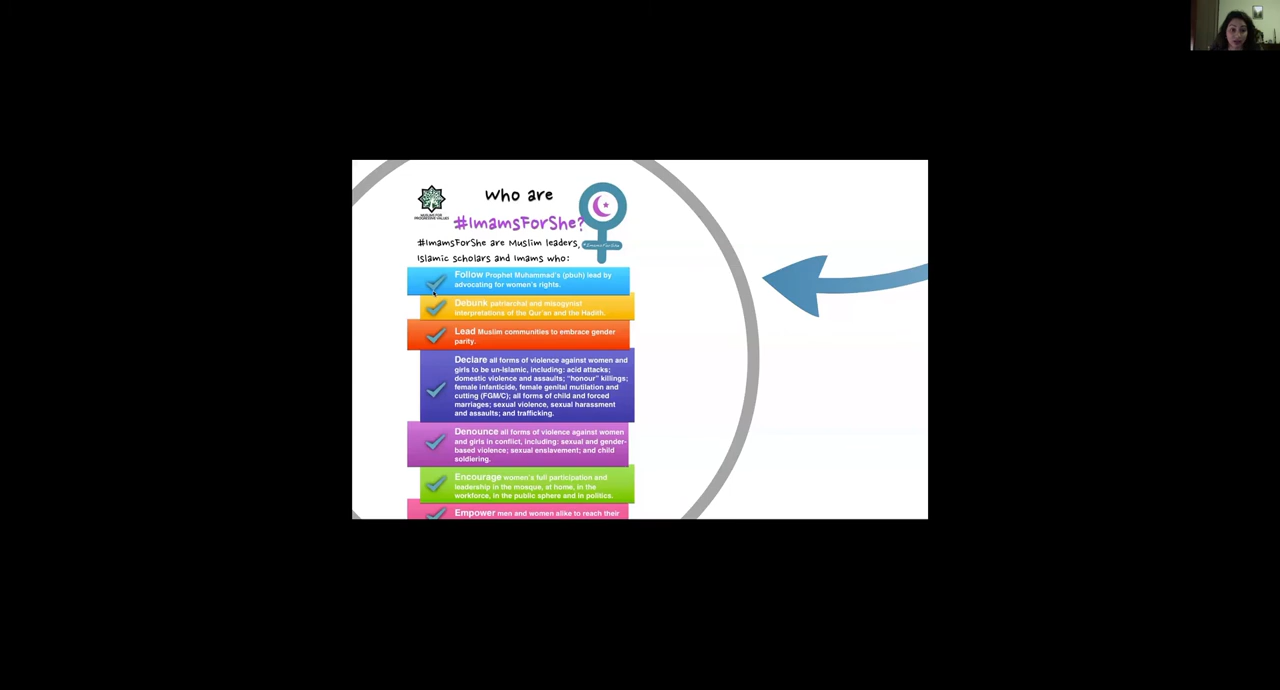 Who are
#ImamsForShe?
MUSLIMS FOR
PROGRESSIVE VALUES
#ImamsForShe are Muslim leaders,
#ImamsForShe
Islamic scholars and Imams who:
Follow Prophet Muhammad's (pbuh) lead by
advocating for women's rights.
Debunk patriarchal and misogynist
interpretations of the Qur'an and the Hadith.
Lead Muslim communities to embrace gender
parity.
Declare all forms of violence against women and
girls to be un-Islamic, including: acid attacks;
domestic violence and assaults; "honour" killings;
female infanticide, female genital mutilation and
cutting (FGM/C); all forms of child and forced
marriages; sexual violence, sexual harassment
and assaults; and trafficking.
Denounce all forms of violence against women
and girls in conflict, including: sexual and gender-
based violence; sexual enslavement; and child
soldiering.
Encourage women's full participation and
leadership in the mosque, at home, in the
workforce, in the public sphere and in politics.
Empower men and women alike to reach their